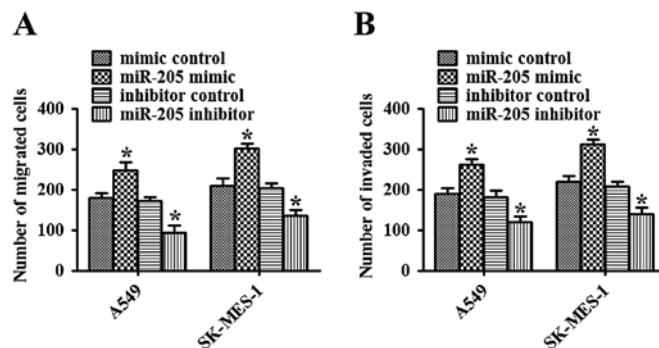 A
mimic control
miR-205 mimic
inhibitor control
miR-205 inhibitor
Number of migrated cells
400
300
200
100
0
*
*
*
*
A549
SK-MES-1
B
mimic control
miR-205 mimic
inhibitor control
miR-205 inhibitor
Number of invaded cells
400
300
200
100
0
*
*
*
*
A549
SK-MES-1